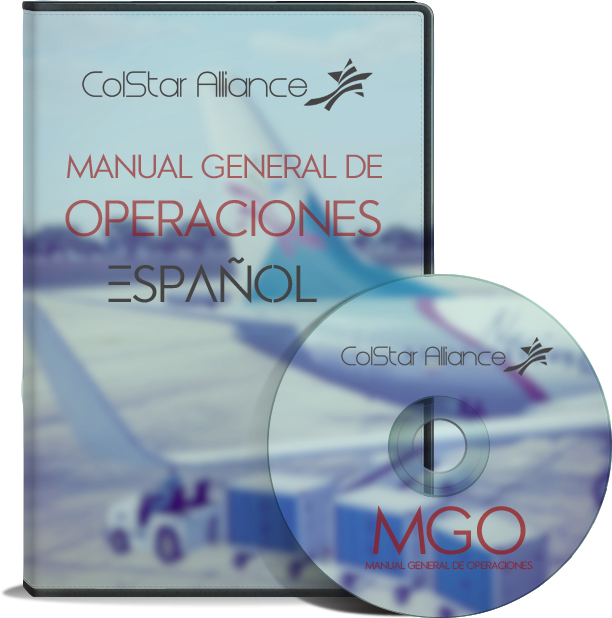 ColStar Alliance
MANUAL GENERAL DE
OPERACIONES
ESPAÑOL
ColStar Alliance
MGO
MANUAL GENERAL DE OPERACIONES